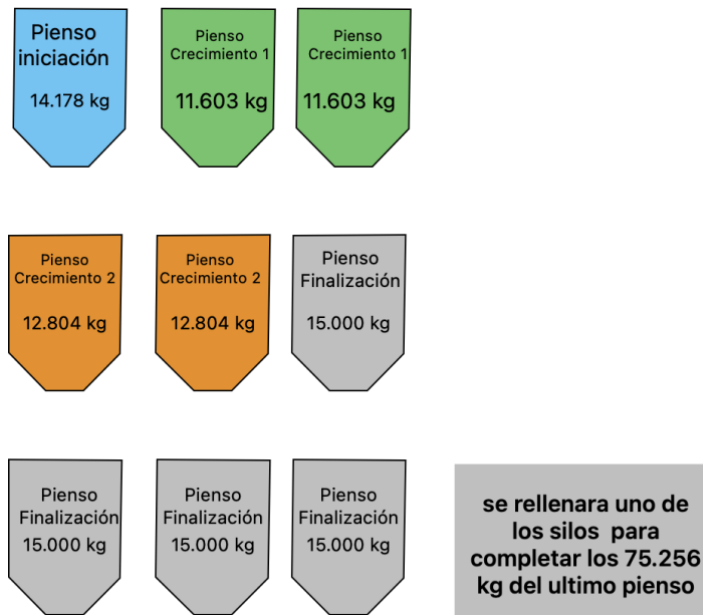 Pienso
iniciación
14.178 kg
Pienso
Crecimiento 1
11.603 kg
Pienso
Crecimiento 1
11.603 kg
Pienso
Crecimiento 2
12.804 kg
Pienso
Crecimiento 2
12.804 kg
Pienso
Finalización
15.000 kg
Pienso
Finalización
15.000 kg
Pienso
Finalización
15.000 kg
Pienso
Finalización
15.000 kg
se rellenara uno de
los silos para
completar los 75.256
kg del ultimo pienso